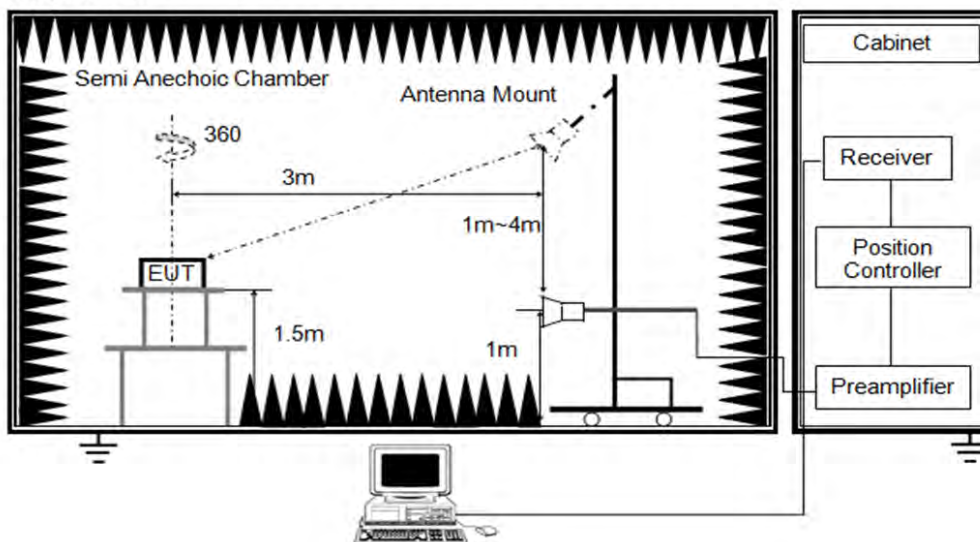 Semi Anechoic Chamber
Antenna Mount
360
3m
1m~4m
EUT
1.5m
1m
Cabinet
Receiver
Position
Controller
Preamplifier